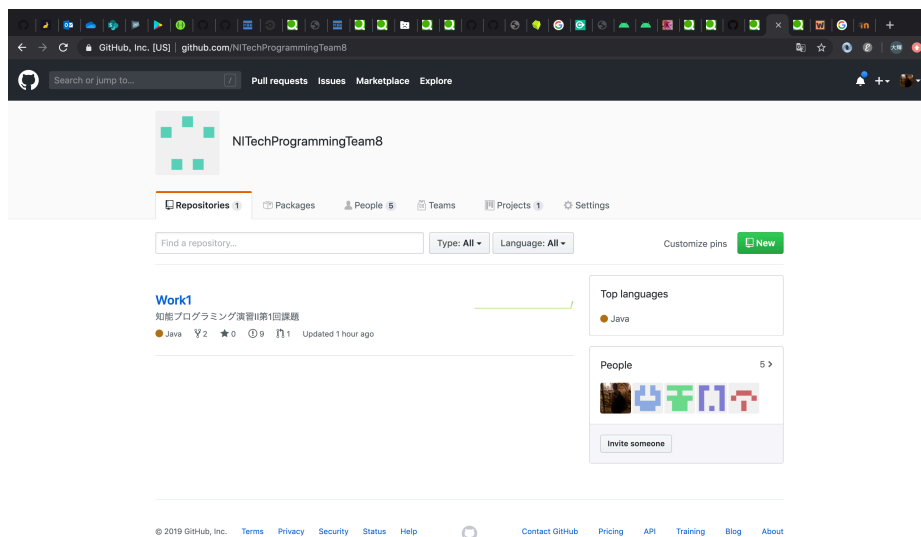 GitHub, Inc. [US] | github.com/NITechProgrammingTeam8
Search or jump to... / Pull requests Issues Marketplace Explore
NITechProgrammingTeam8
Repositories 1 Packages People 5 Teams Projects 1 Settings
Find a repository... Type: All Language: All Customize pins New
Work1
知能プログラミング演習II第1回課題
Java 2 0 9 1 Updated 1 hour ago
Top languages
Java
People 5
Invite someone
© 2019 GitHub, Inc. Terms Privacy Security Status Help Contact GitHub Pricing API Training Blog About